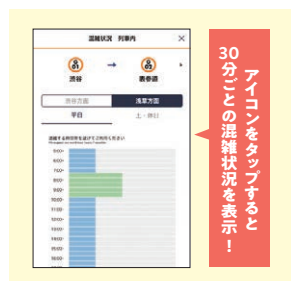 混雑状況 列車内
×
G
01
→
G
02
渋谷
表参道
渋谷方面
浅草方面
平日
土・休日
混雑する時間帯を避けてご利用ください
5:00-
6:00-
7:00-
8:00-
9:00-
10:00-
11:00-
12:00-
13:00-
14:00-
15:00-
16:00-
アイコンをタップすると
30分ごとの混雑状況を表示！